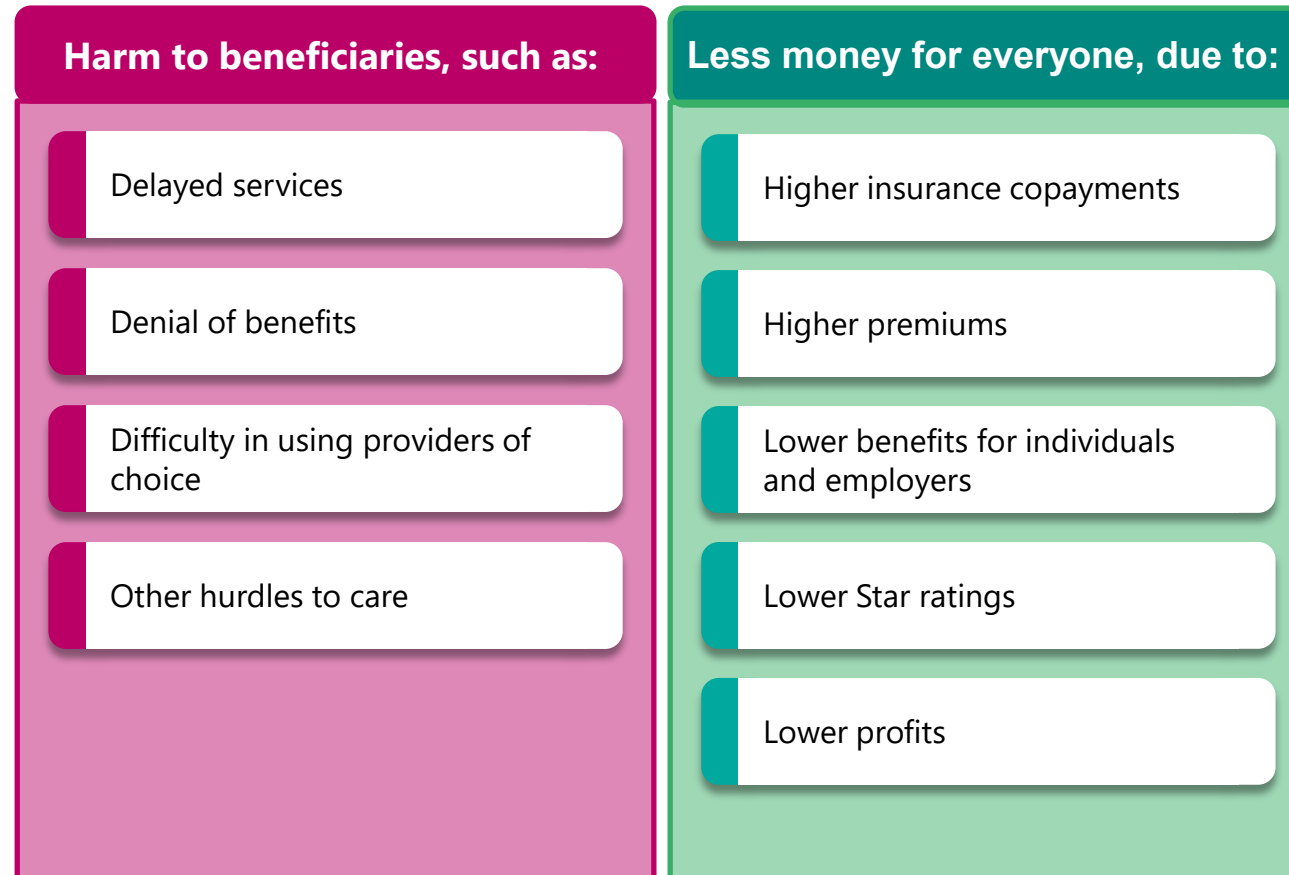 Harm to beneficiaries, such as:
Delayed services
Denial of benefits
Difficulty in using providers of
choice
Other hurdles to care
Less money for everyone, due to:
Higher insurance copayments
Higher premiums
Lower benefits for individuals
and employers
Lower Star ratings
Lower profits